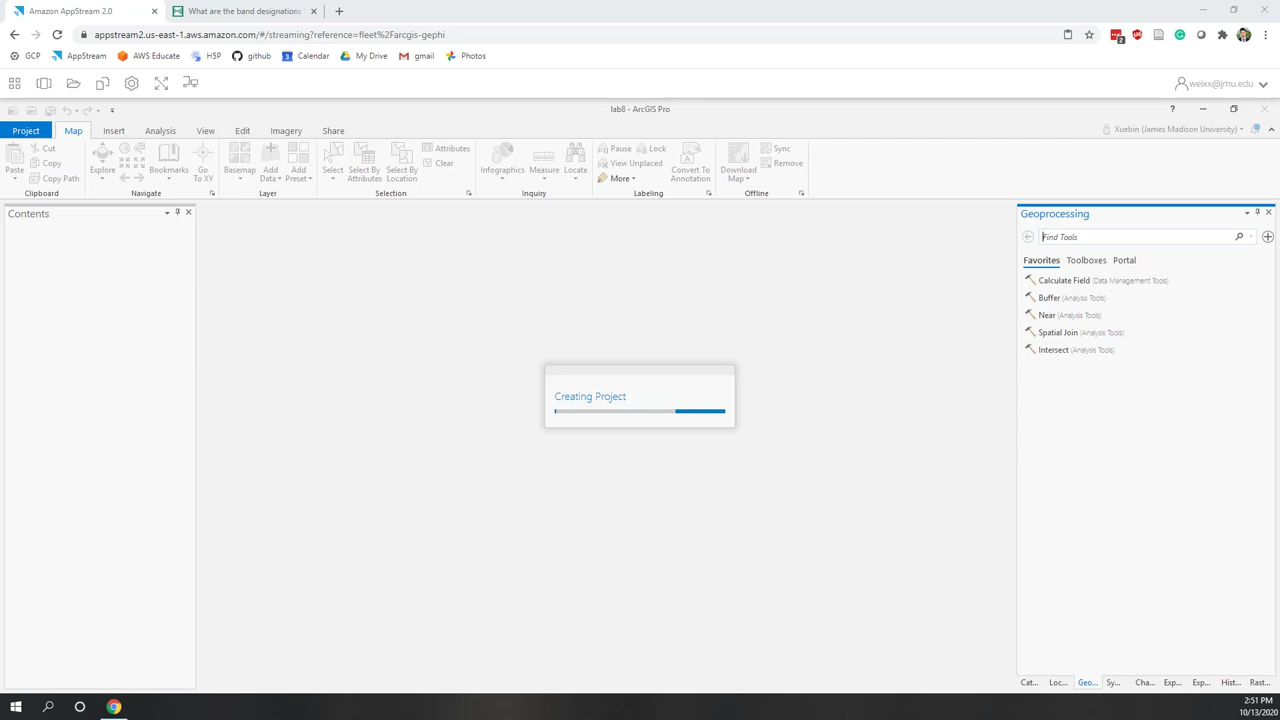 Amazon AppStream 2.0
What are the band designations
appstream2.us-east-1.aws.amazon.com/#/streaming?reference=fleet%2Farcgis-gephi
2
GCP
AppStream
AWS Educate
H5P
github
3
Calendar
My Drive
gmail
Photos
weixx@jmu.edu
lab8 - ArcGIS Pro
?
Project
Map
Insert
Analysis
View
Edit
Imagery
Share
Xuebin (James Madison University)
Paste
Cut
Copy
Copy Path
Clipboard
Explore
Bookmarks
Go
To XY
Navigate
Basemap
Add
Data
Add
Preset
Layer
Select
Select By
Attributes
Select By
Location
Attributes
Clear
Selection
Infographics
Measure
Locate
Inquiry
Pause
Lock
View Unplaced
More
Convert To
Annotation
Labeling
Download
Map
Sync
Remove
Offline
Contents
Creating Project
Geoprocessing
Find Tools
Favorites
Toolboxes
Portal
Calculate Field (Data Management Tools)
Buffer (Analysis Tools)
Near (Analysis Tools)
Spatial Join (Analysis Tools)
Intersect (Analysis Tools)
Cat...
Loc...
Geo...
Sy...
Cha...
Exp...
Exp...
Hist...
Rast...
2:51 PM
10/13/2020